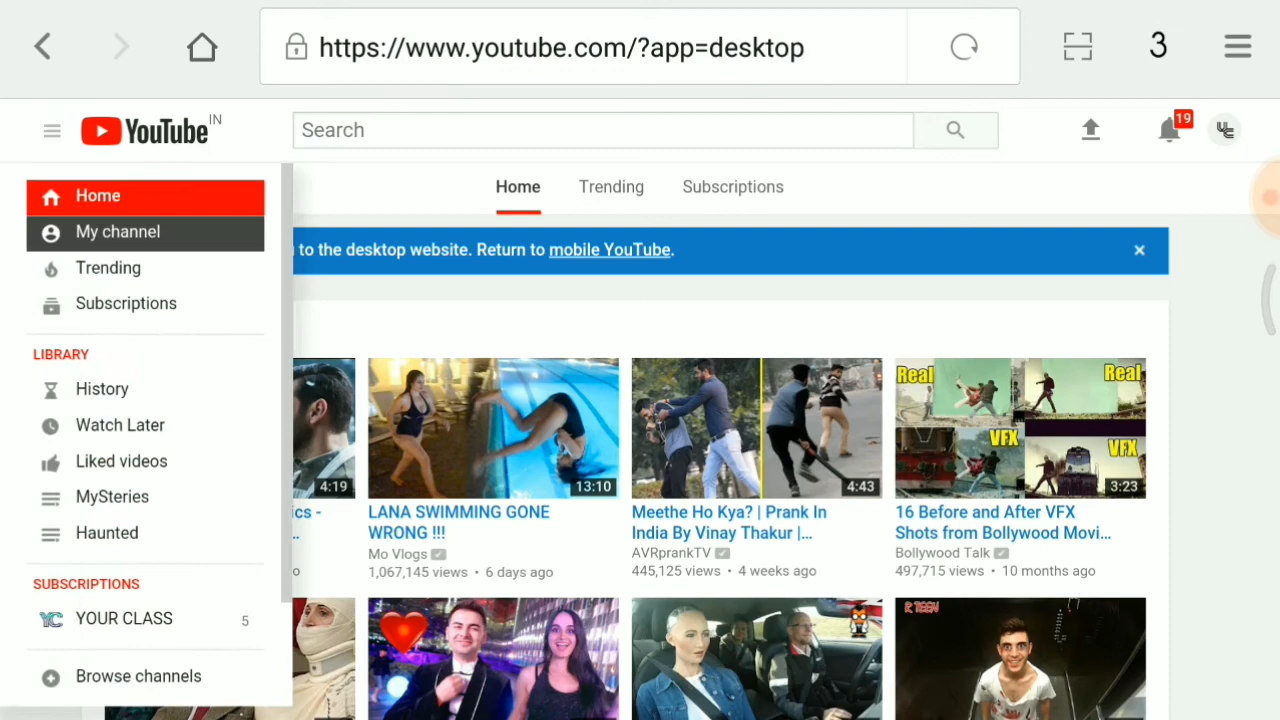 https://www.youtube.com/?app=desktop
3
YouTube IN
Search
19
Home
My channel
Trending
Subscriptions
LIBRARY
History
Watch Later
Liked videos
MySteries
Haunted
SUBSCRIPTIONS
YC YOUR CLASS 5
Browse channels
Home Trending Subscriptions
to the desktop website. Return to mobile YouTube.
4:19
13:10
LANA SWIMMING GONE
WRONG !!!
Mo Vlogs
1,067,145 views • 6 days ago
4:43
Meethe Ho Kya? | Prank In
India By Vinay Thakur |...
AVRprankTV
445,125 views • 4 weeks ago
Real Real
VFX VFX
3:23
16 Before and After VFX
Shots from Bollywood Movi...
Bollywood Talk
497,715 views • 10 months ago
R TEEN